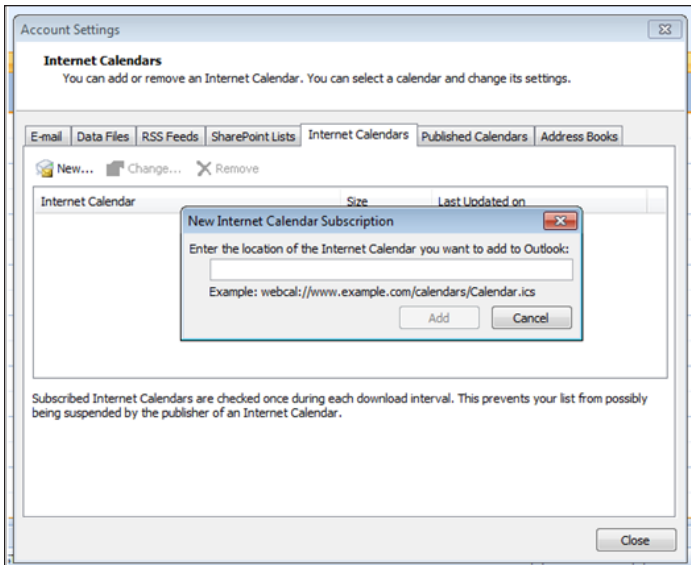 Account Settings
Internet Calendars
You can add or remove an Internet Calendar. You can select a calendar and change its settings.
E-mail Data Files RSS Feeds SharePoint Lists Internet Calendars Published Calendars Address Books
New... Change... Remove
Internet Calendar Size Last Updated on
New Internet Calendar Subscription
Enter the location of the Internet Calendar you want to add to Outlook:
Example: webcal://www.example.com/calendars/Calendar.ics
Add Cancel
Subscribed Internet Calendars are checked once during each download interval. This prevents your list from possibly
being suspended by the publisher of an Internet Calendar.
Close